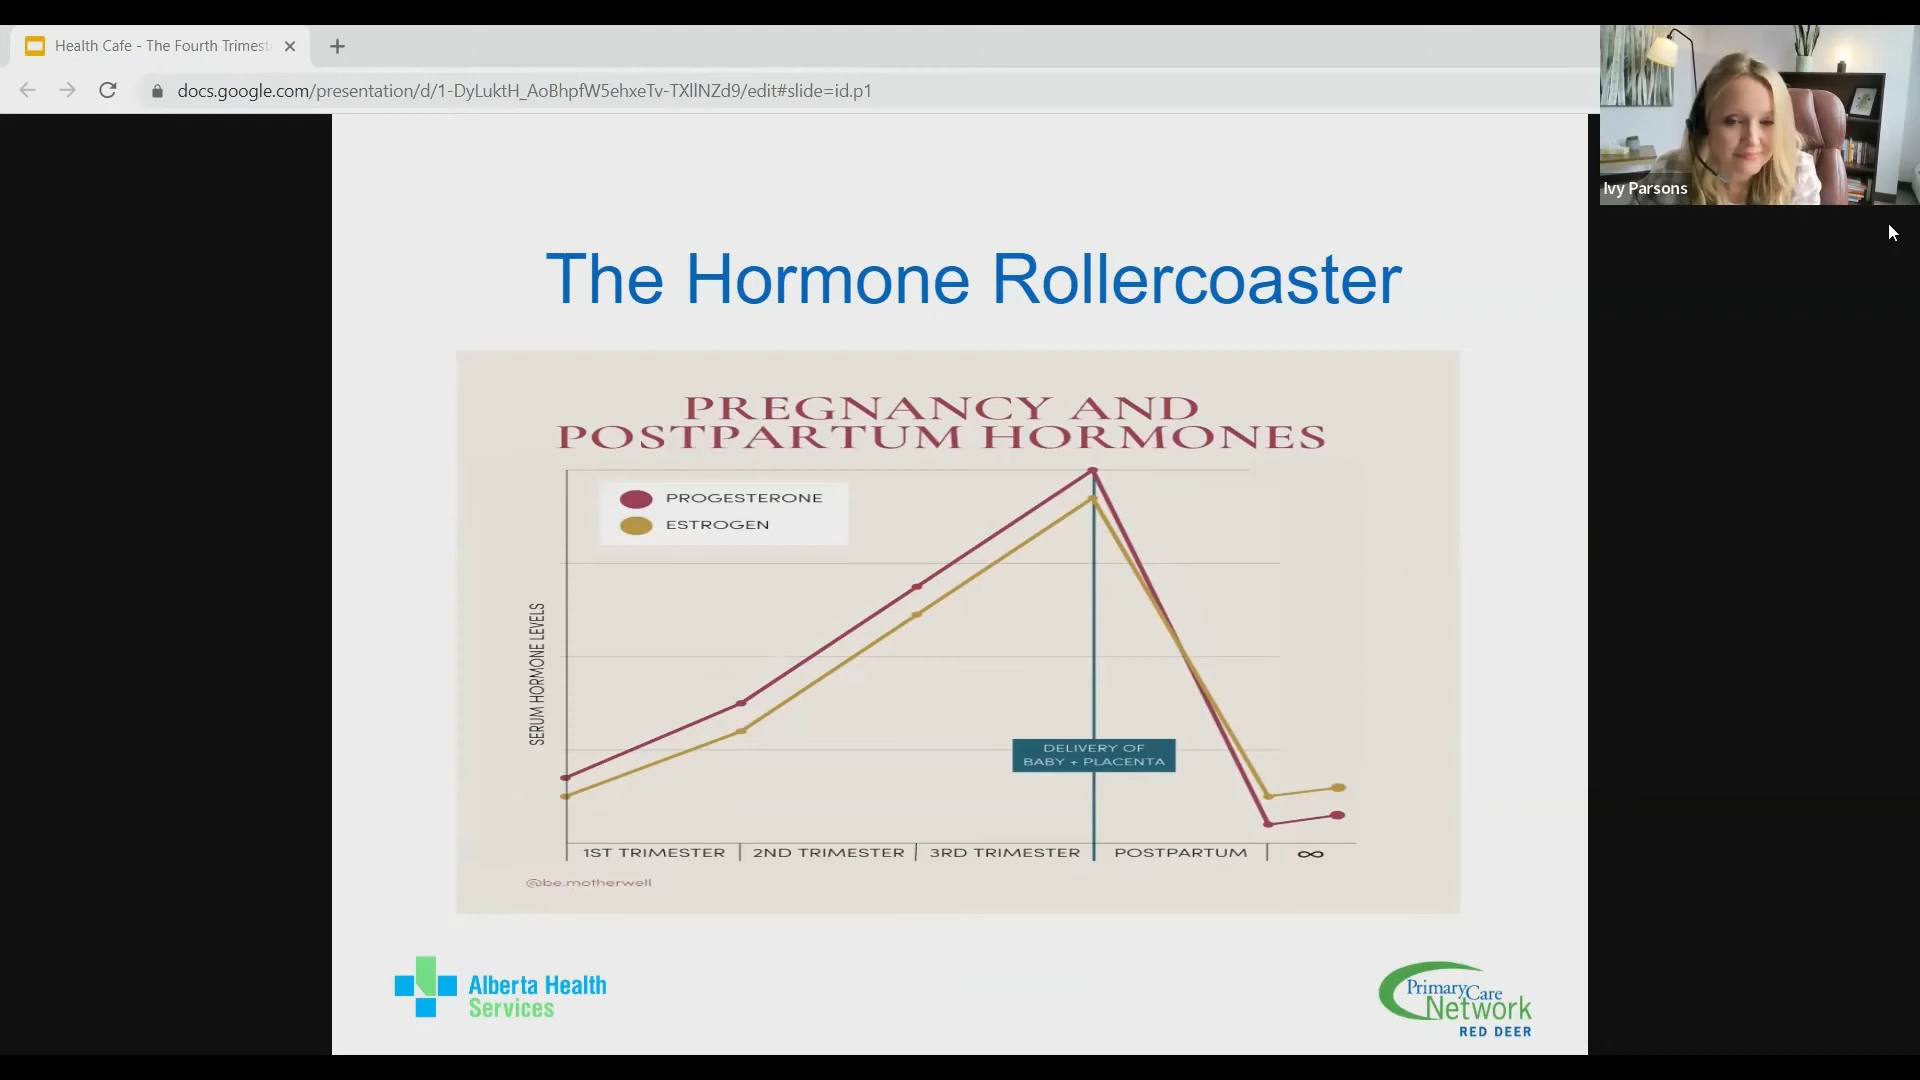 Health Cafe - The Fourth Trimest
docs.google.com/presentation/d/1-DyLuktH_AoBhpfW5ehxeTv-TXllNZd9/edit#slide=id.p1
Ivy Parsons
The Hormone Rollercoaster
PREGNANCY AND
POSTPARTUM HORMONES
PROGESTERONE
ESTROGEN
SERUM HORMONE LEVELS
DELIVERY OF
BABY + PLACENTA
1ST TRIMESTER
2ND TRIMESTER
3RD TRIMESTER
POSTPARTUM
∞
@be.motherwell
Alberta Health
Services
PrimaryCare
Network
RED DEER